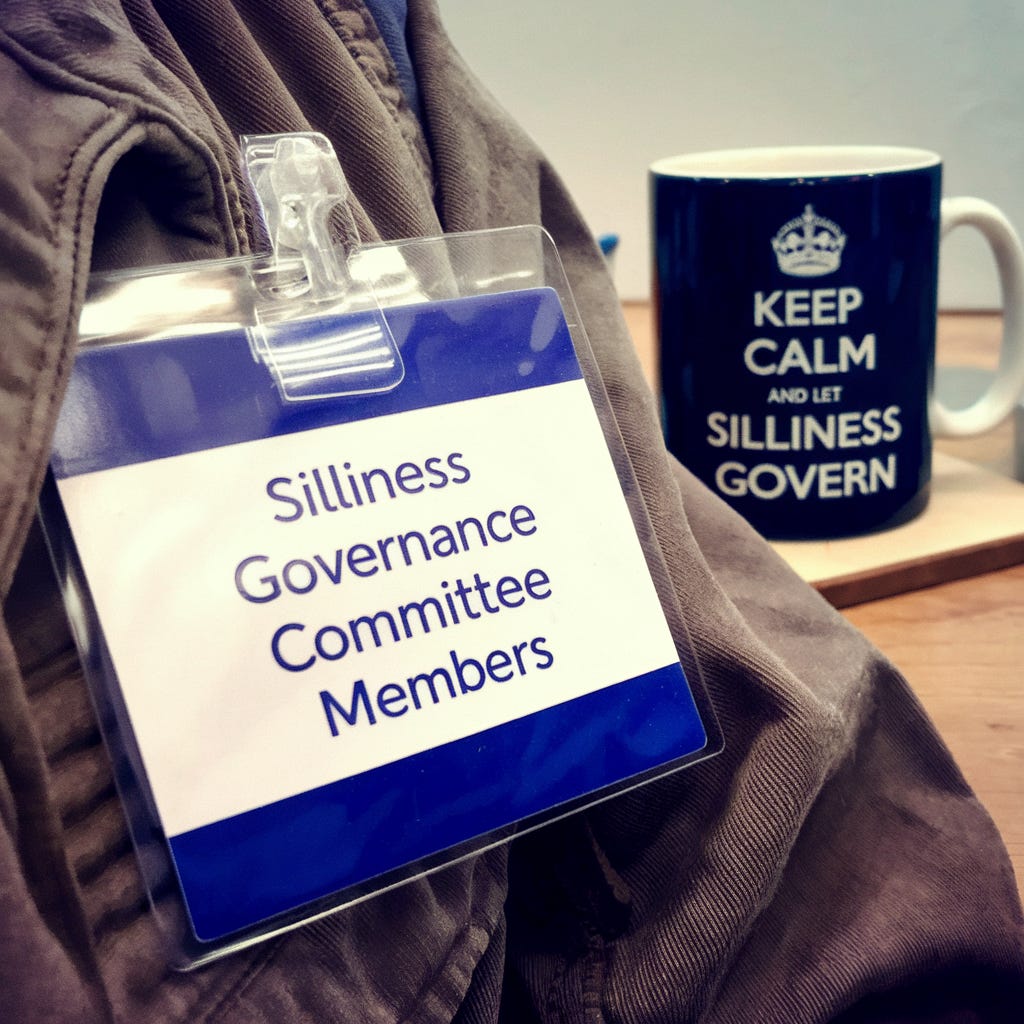 Silliness
Governance
Committee
Members
KEEP
CALM
AND LET
SILLINESS
GOVERN